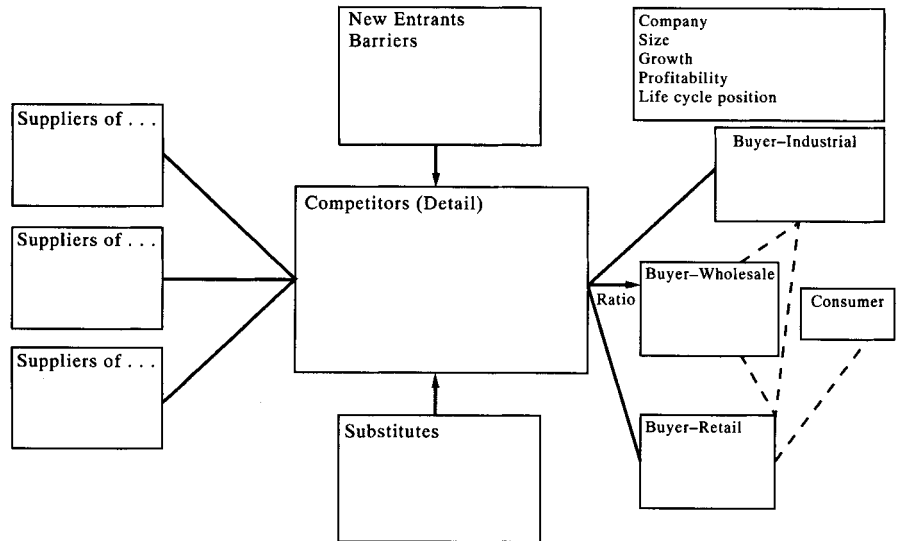 New Entrants
Barriers
Company
Size
Growth
Profitability
Life cycle position
Suppliers of . . .
Buyer–Industrial
Competitors (Detail)
Suppliers of . . .
Buyer–Wholesale
Ratio
Consumer
Suppliers of . . .
Substitutes
Buyer–Retail